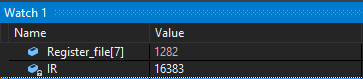 Watch 1
Name Value
Register_file[7] 1282
IR 16383